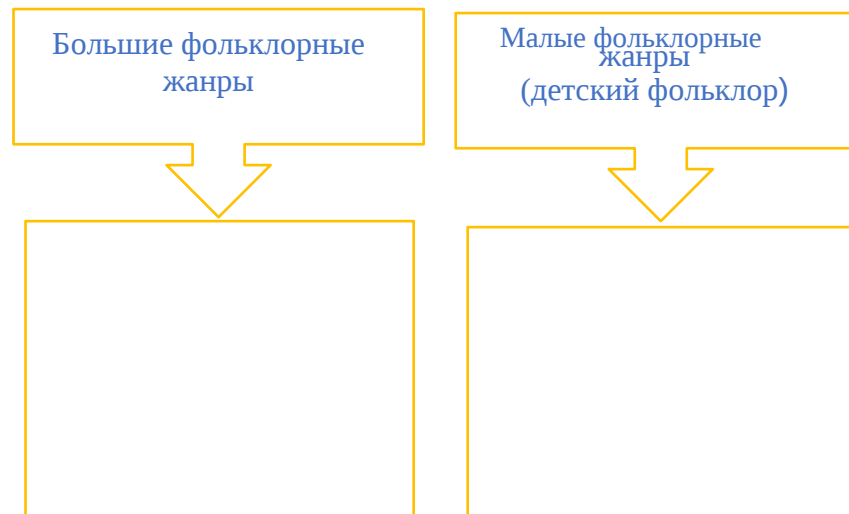 Большие фольклорные
жанры
Малые фольклорные
жанры
(детский фольклор)